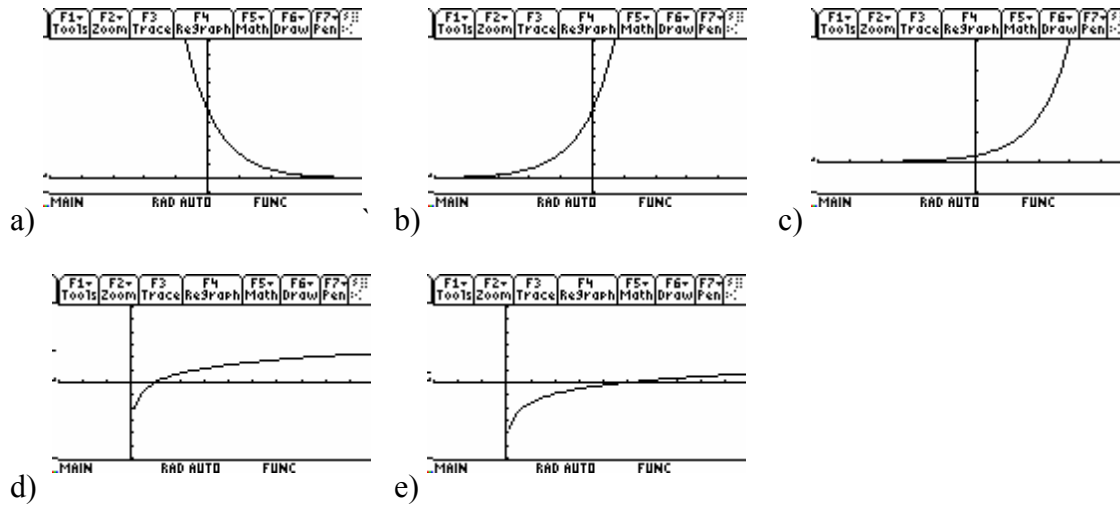 F1 F2 F3 F4 F5 F6 F7
Tools Zoom Trace ReGraph Math Draw Pen
MAIN RAD AUTO FUNC
a)
F1 F2 F3 F4 F5 F6 F7
Tools Zoom Trace ReGraph Math Draw Pen
MAIN RAD AUTO FUNC
b)
F1 F2 F3 F4 F5 F6 F7
Tools Zoom Trace ReGraph Math Draw Pen
MAIN RAD AUTO FUNC
c)
F1 F2 F3 F4 F5 F6 F7
Tools Zoom Trace ReGraph Math Draw Pen
MAIN RAD AUTO FUNC
d)
F1 F2 F3 F4 F5 F6 F7
Tools Zoom Trace ReGraph Math Draw Pen
MAIN RAD AUTO FUNC
e)